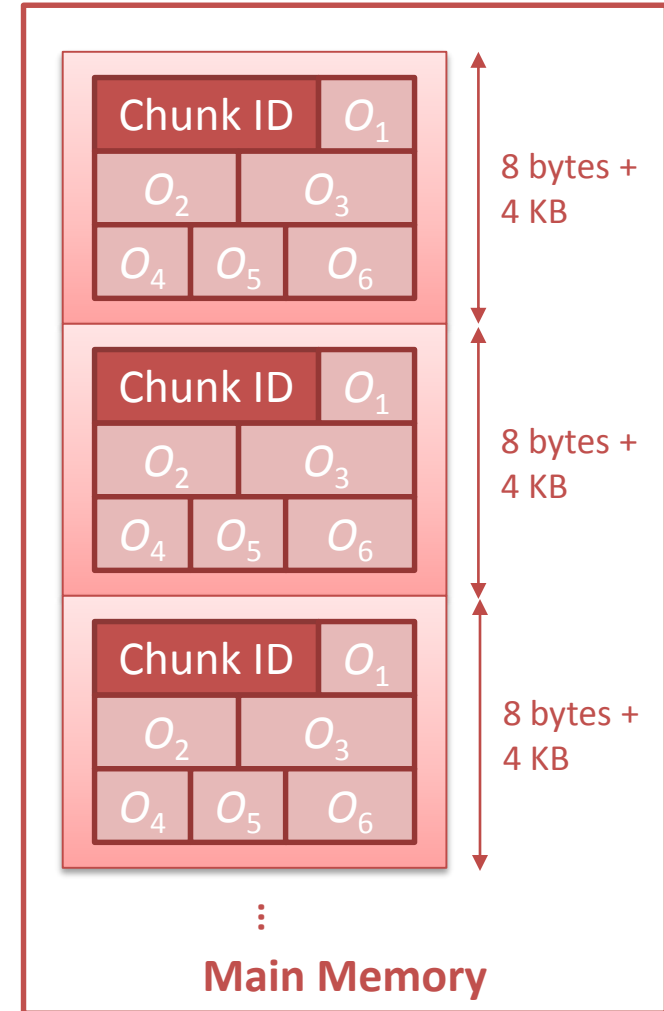 Chunk ID O₁
O₂ O₃
O₄ O₅ O₆
8 bytes +
4 KB
Chunk ID O₁
O₂ O₃
O₄ O₅ O₆
8 bytes +
4 KB
Chunk ID O₁
O₂ O₃
O₄ O₅ O₆
8 bytes +
4 KB
⋮
Main Memory